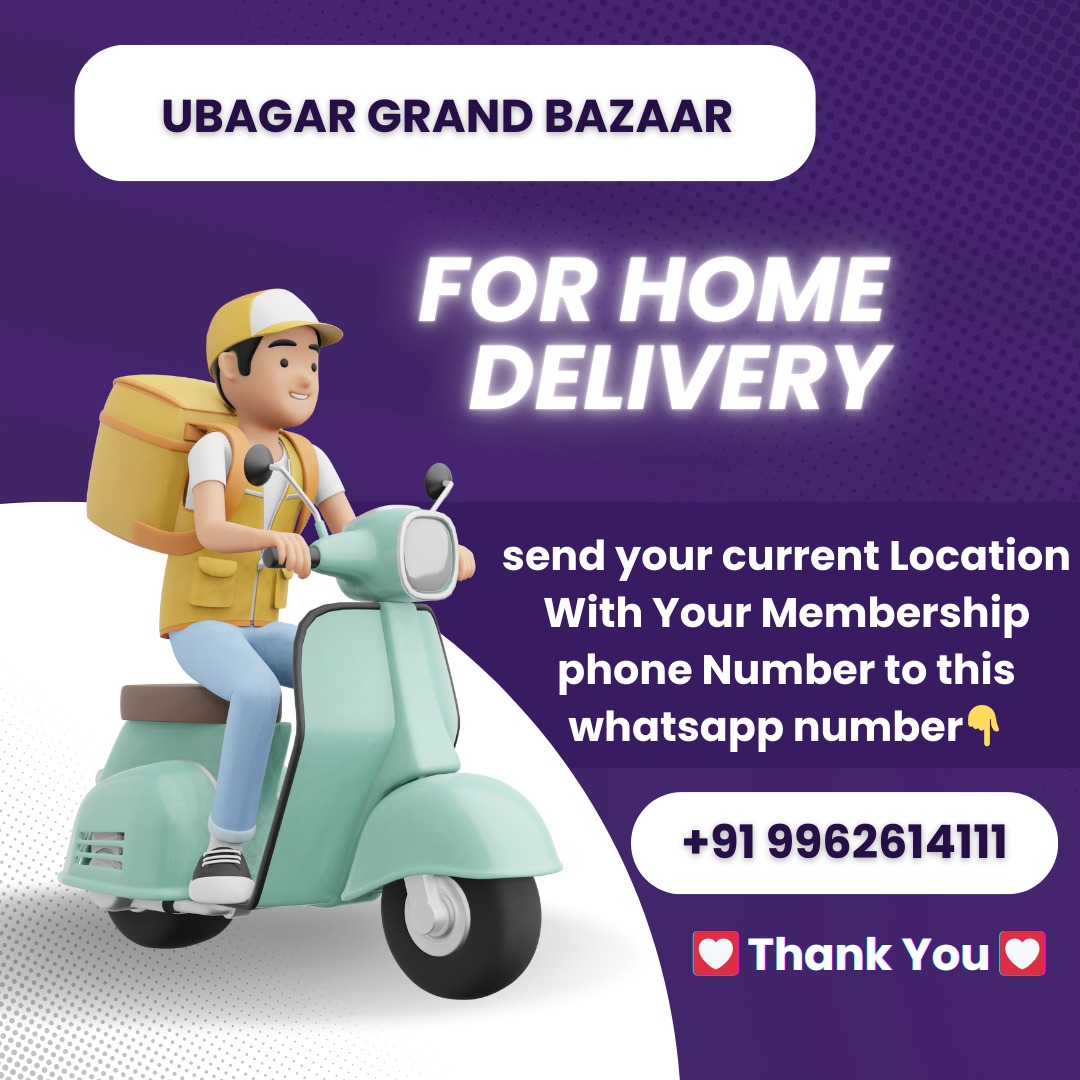 UBAGAR GRAND BAZAAR
FOR HOME
DELIVERY
send your current Location
With Your Membership
phone Number to this
whatsapp number👇
+91 9962614111
💟 Thank You 💟